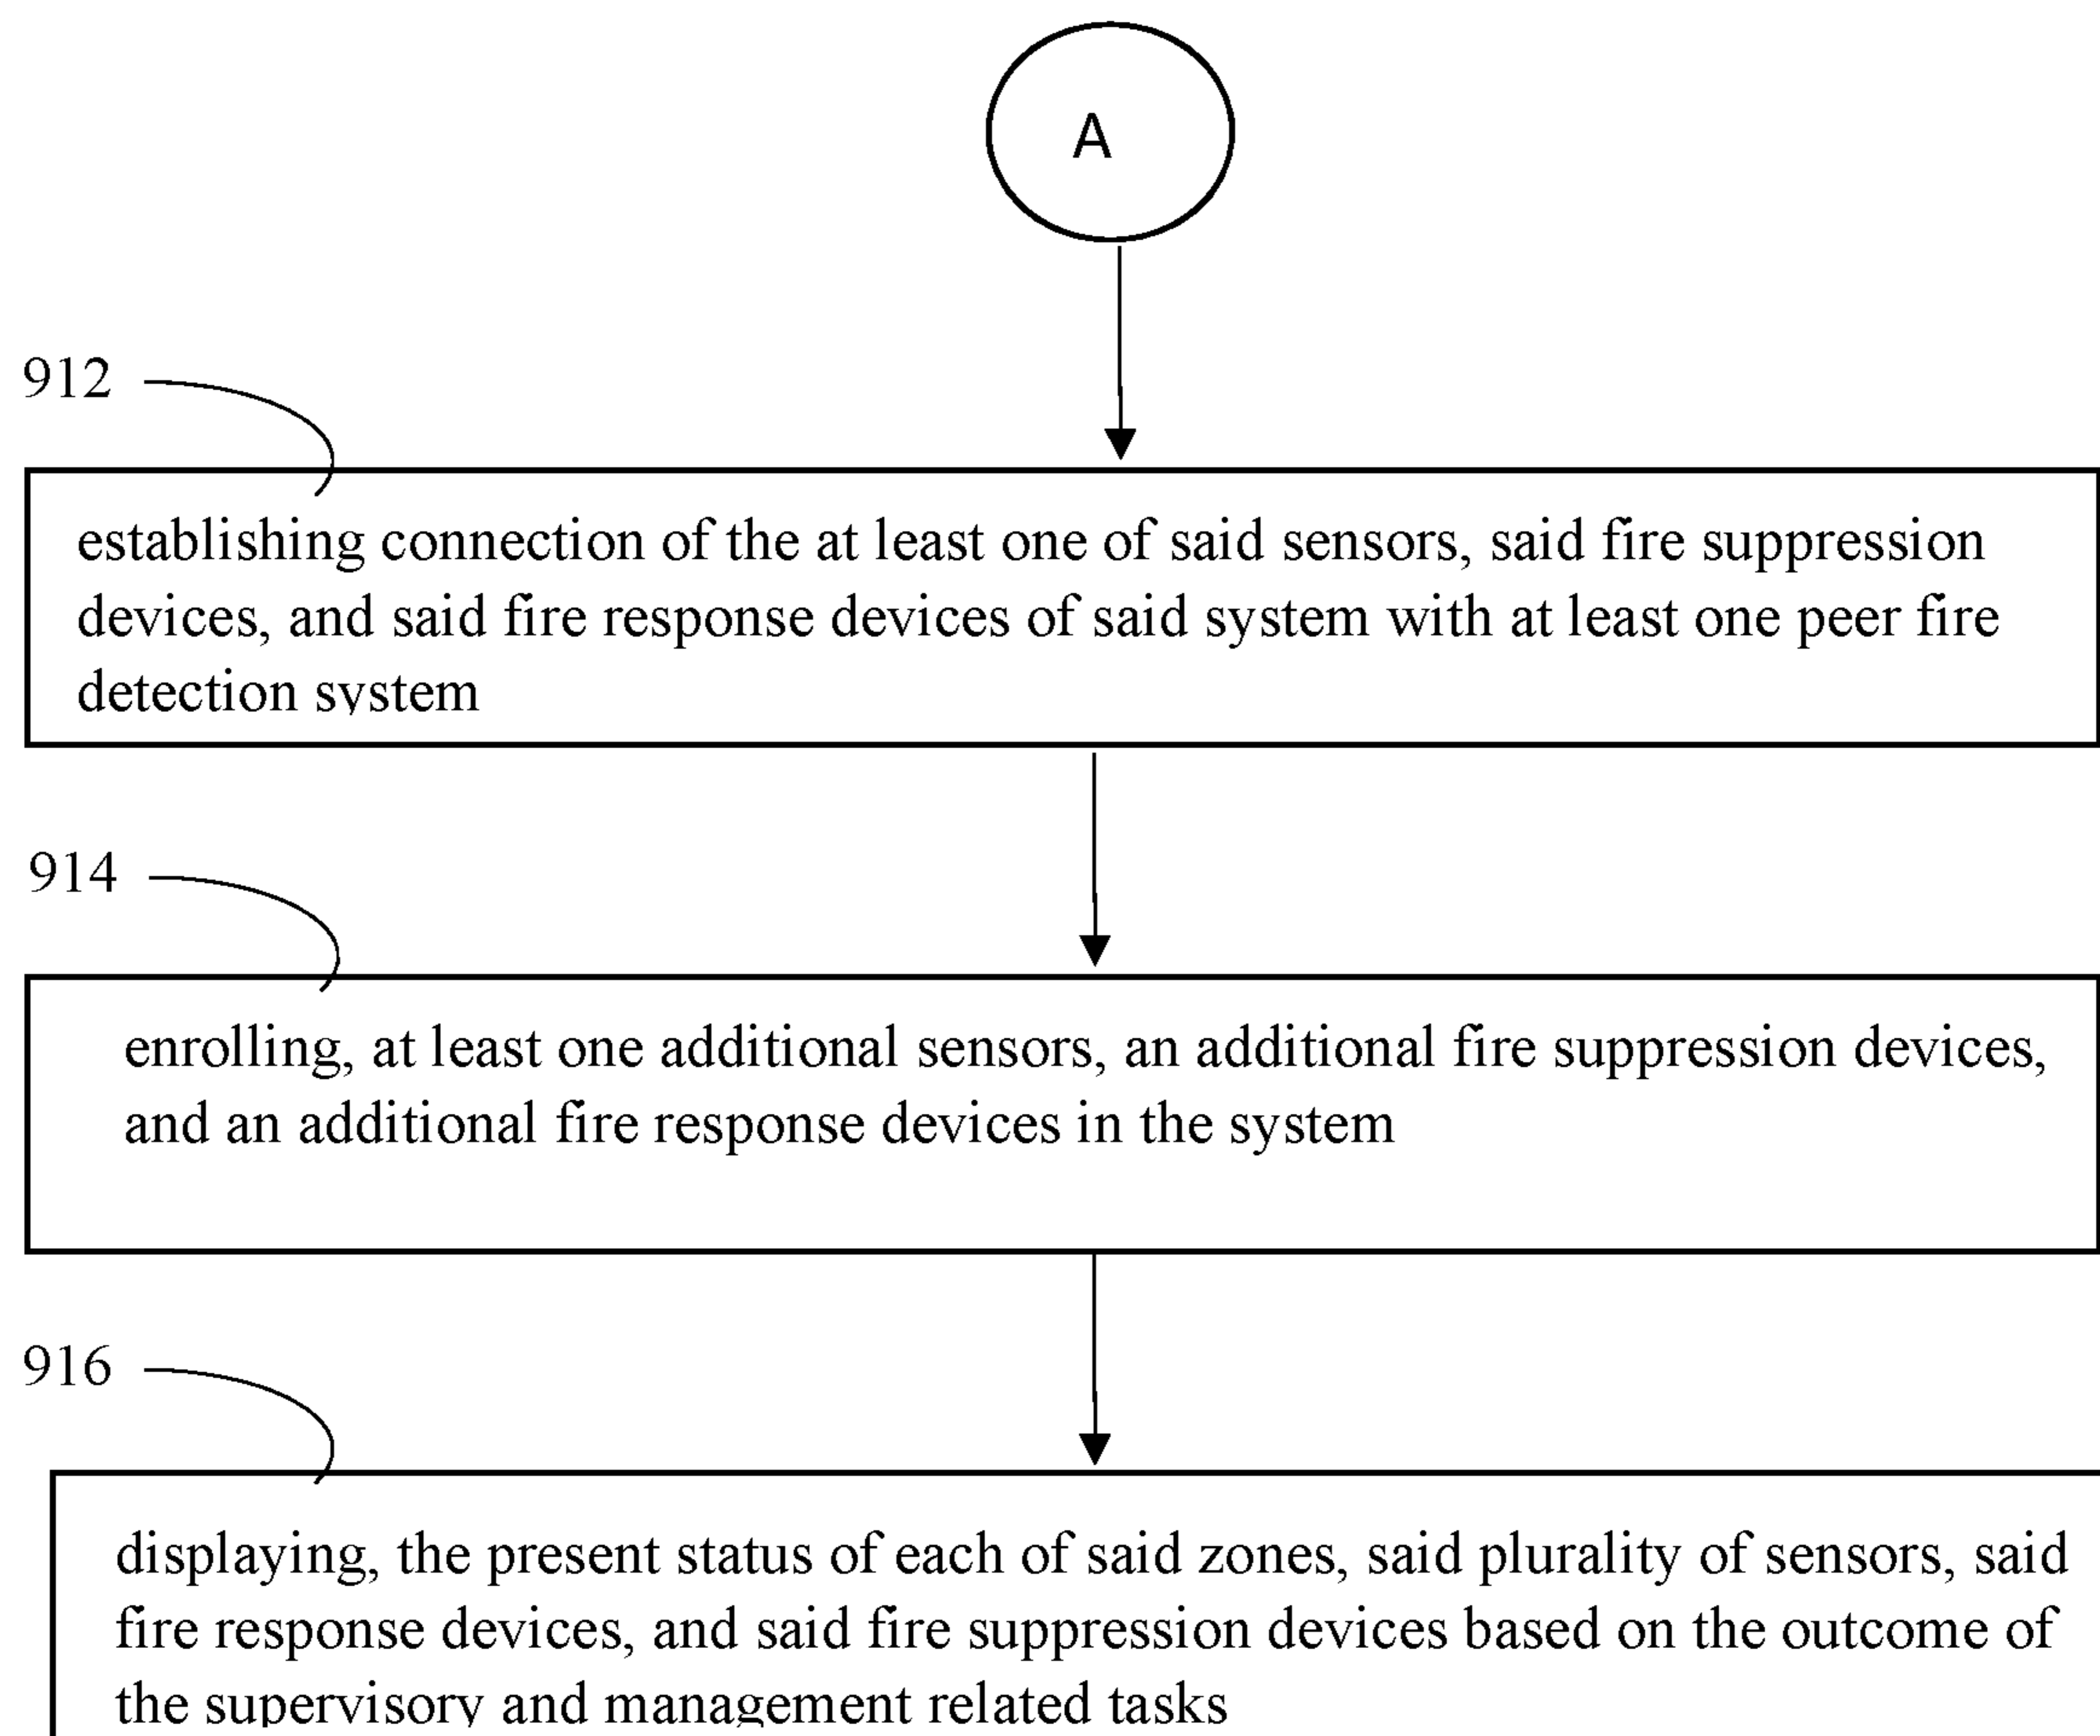 A
912
establishing connection of the at least one of said sensors, said fire suppression
devices, and said fire response devices of said system with at least one peer fire
detection system
914
enrolling, at least one additional sensors, an additional fire suppression devices,
and an additional fire response devices in the system
916
displaying, the present status of each of said zones, said plurality of sensors, said
fire response devices, and said fire suppression devices based on the outcome of
the supervisory and management related tasks